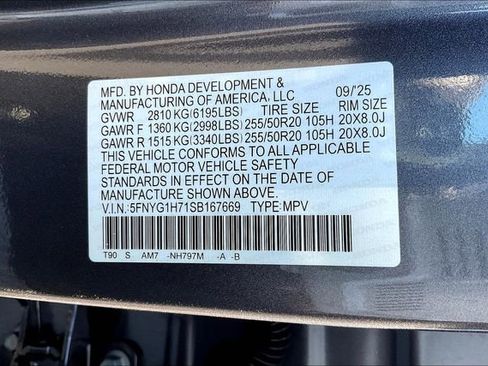 MFD. BY HONDA DEVELOPMENT & 09/'25
MANUFACTURING OF AMERICA, LLC
GVWR 2810 KG(6195LBS) TIRE SIZE RIM SIZE
GAWR F 1360 KG(2998LBS) 255/50R20 105H 20X8.0J
GAWR R 1515 KG(3340LBS) 255/50R20 105H 20X8.0J
THIS VEHICLE CONFORMS TO ALL APPLICABLE
FEDERAL MOTOR VEHICLE SAFETY
STANDARDS IN EFFECT ON THE DATE OF
MANUFACTURE SHOWN ABOVE.
V.I.N.:5FNYG1H71SB167669 TYPE:MPV
T90 S AM7 -NH797M -A -B